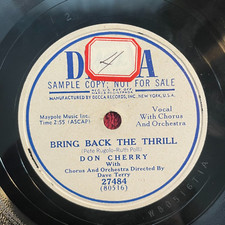 DECCA
4
SAMPLE COPY; NOT FOR SALE
MANUFACTURED BY DECCA RECORDS, INC., NEW YORK, U.S.A.
Maypole Music Inc.
Time 2:55 (ASCAP)
Vocal
With Chorus
And Orchestra
BRING BACK THE THRILL
(Pete Rugolo-Ruth Poll)
DON CHERRY
With
Chorus And Orchestra Directed By
Dave Terry
27484
(80516)